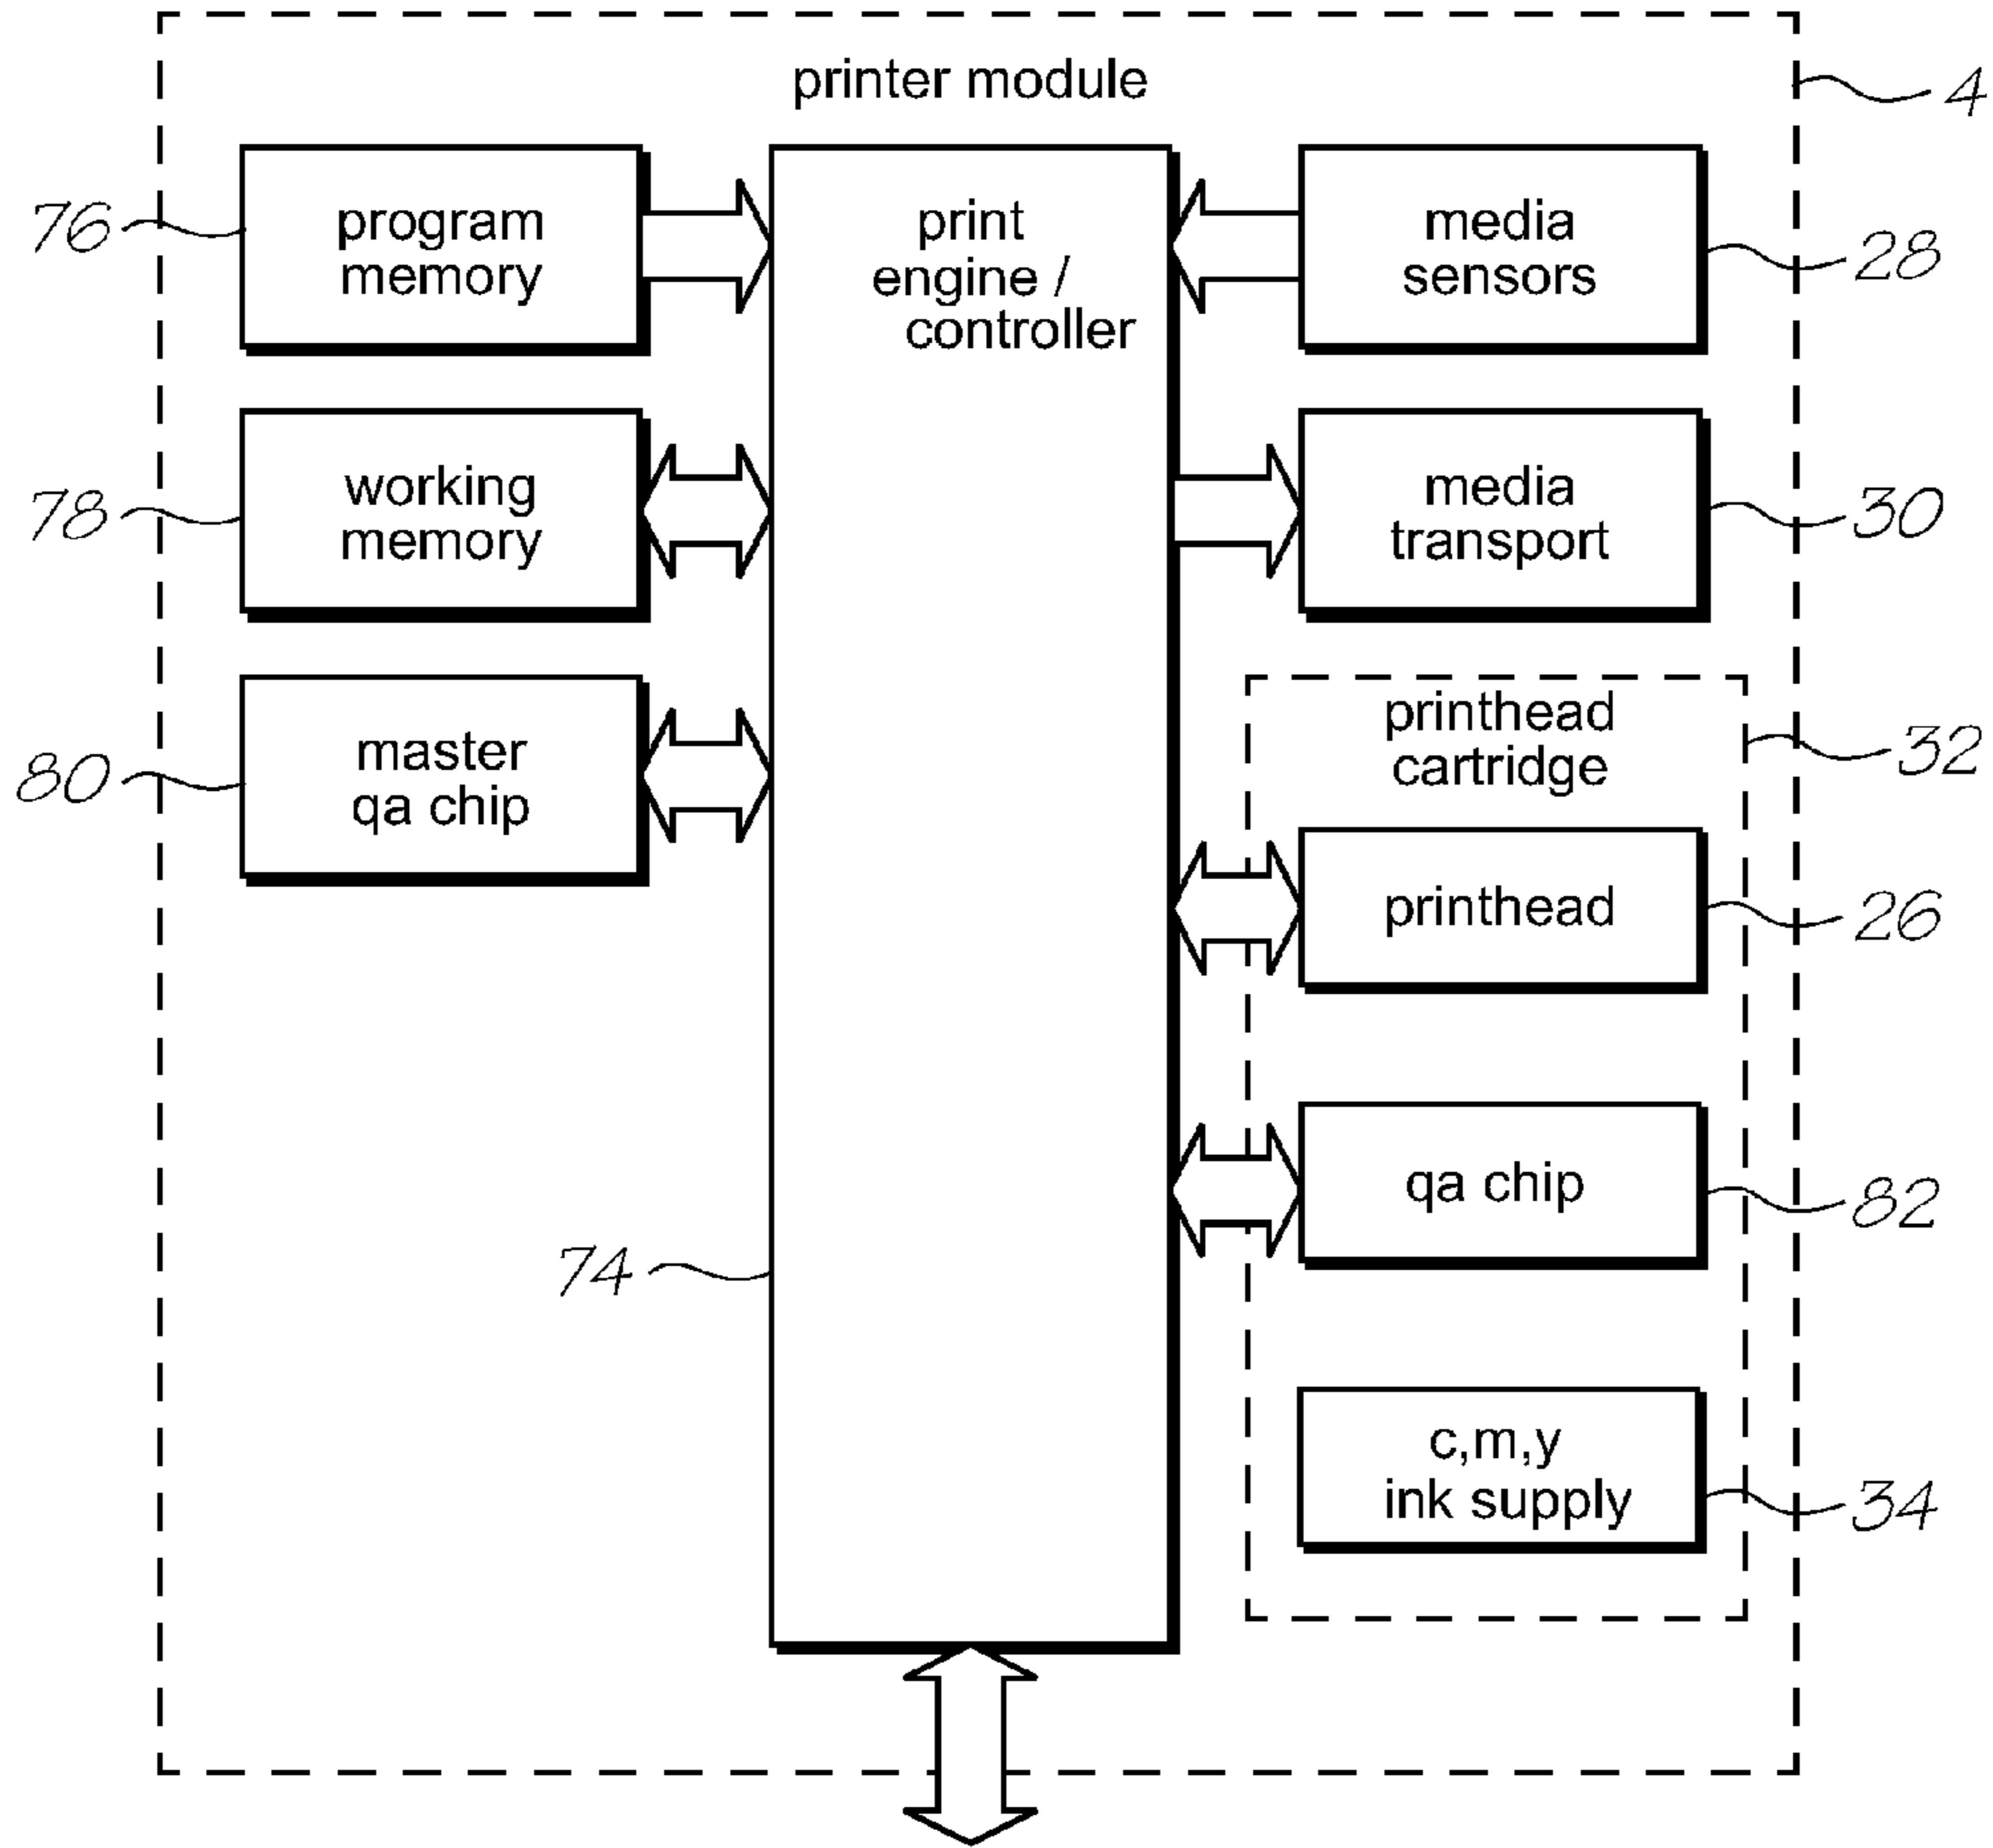 printer module
4
76
program
memory
print
engine /
controller
media
sensors
28
78
working
memory
media
transport
30
80
master
qa chip
printhead
cartridge
32
printhead
26
qa chip
82
74
c,m,y
ink supply
34